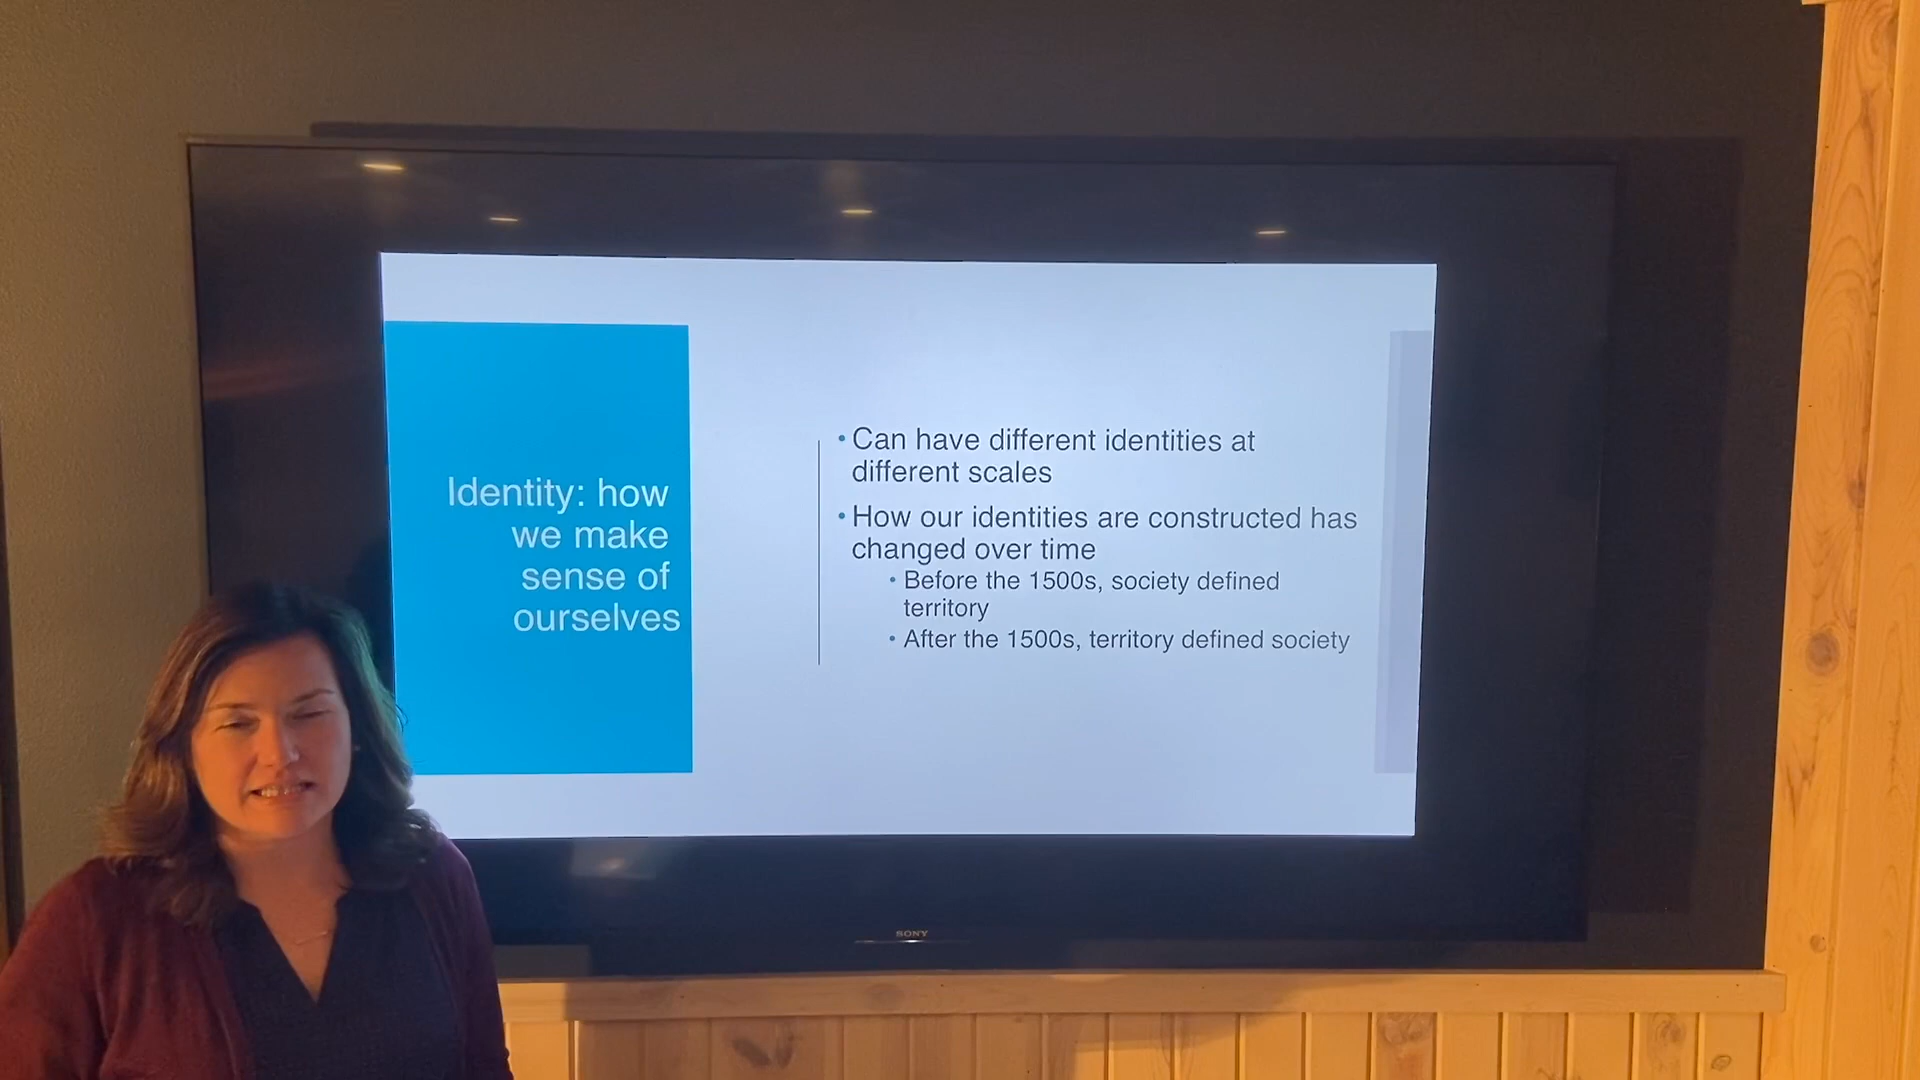 Identity: how
we make
sense of
ourselves
• Can have different identities at
different scales
• How our identities are constructed has
changed over time
• Before the 1500s, society defined
territory
• After the 1500s, territory defined society
SONY